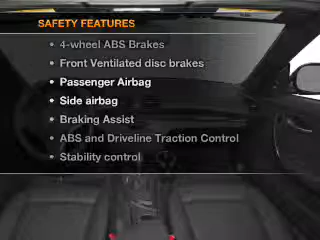 SAFETY FEATURES
• 4-wheel ABS Brakes
• Front Ventilated disc brakes
• Passenger Airbag
• Side airbag
• Braking Assist
• ABS and Driveline Traction Control
• Stability control